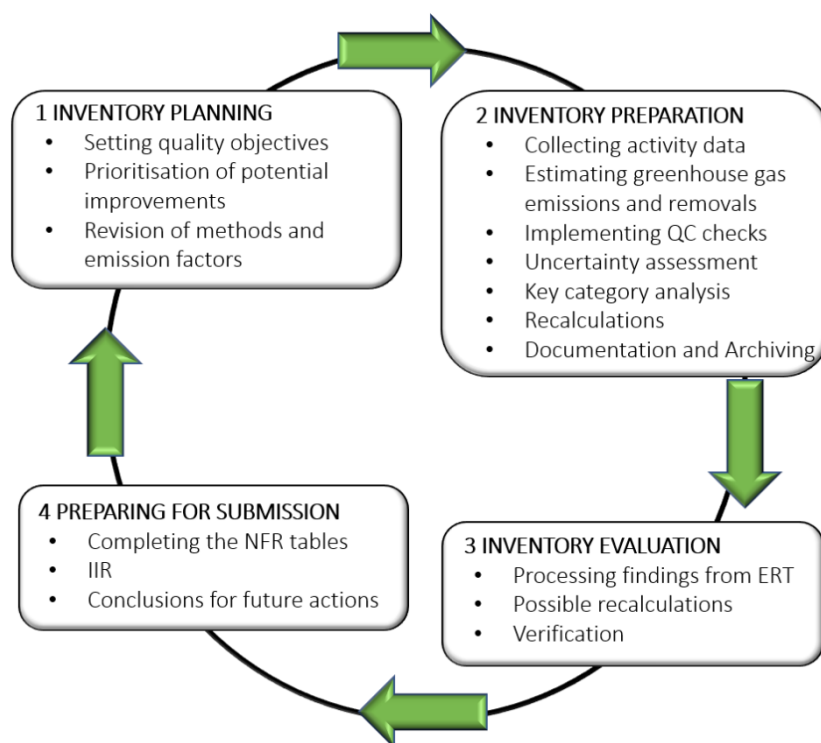 1 INVENTORY PLANNING
• Setting quality objectives
• Prioritisation of potential
improvements
• Revision of methods and
emission factors
2 INVENTORY PREPARATION
• Collecting activity data
• Estimating greenhouse gas
emissions and removals
• Implementing QC checks
• Uncertainty assessment
• Key category analysis
• Recalculations
• Documentation and Archiving
3 INVENTORY EVALUATION
• Processing findings from ERT
• Possible recalculations
• Verification
4 PREPARING FOR SUBMISSION
• Completing the NFR tables
• IIR
• Conclusions for future actions